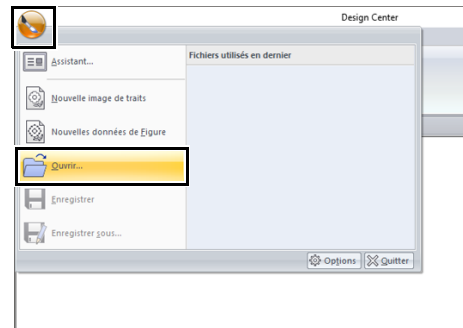 Design Center
Assistant...
Fichiers utilisés en dernier
Nouvelle image de traits
Nouvelles données de Figure
Ouvrir...
Enregistrer
Enregistrer sous...
Options
Quitter